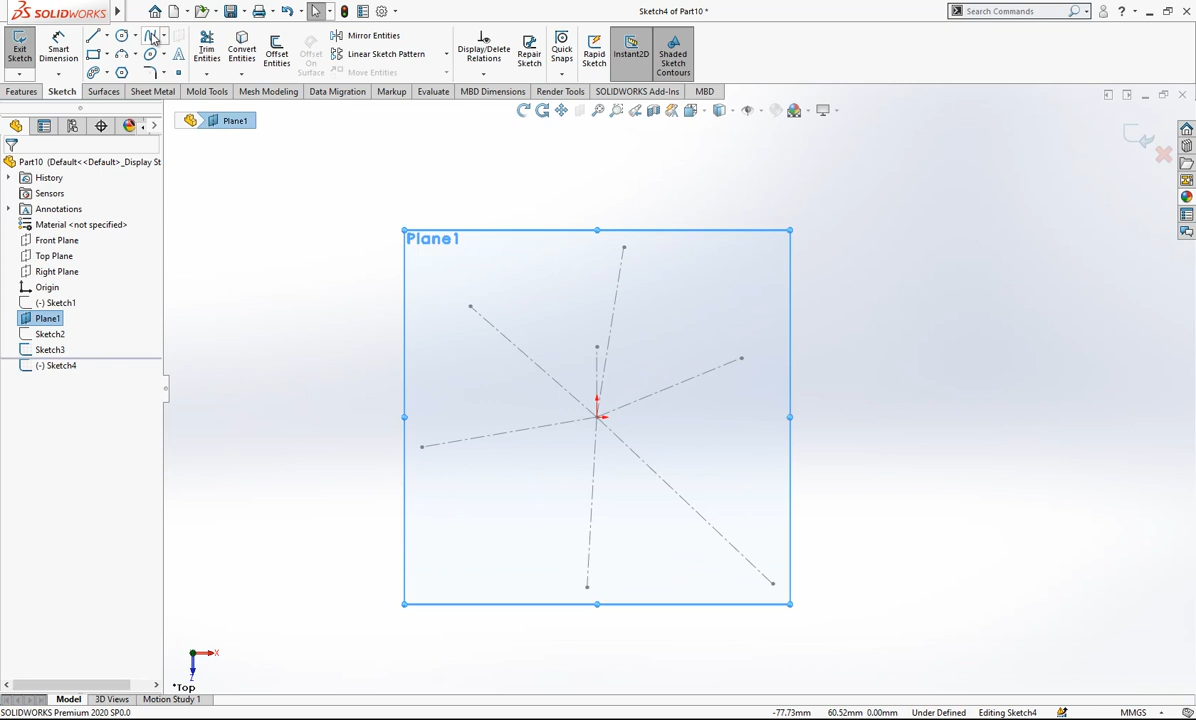 SOLIDWORKS
Sketch4 of Part10 *
Search Commands
Exit Sketch
Smart Dimension
Trim Entities
Convert Entities
Offset Entities
Offset On Surface
Mirror Entities
Linear Sketch Pattern
Move Entities
Display/Delete Relations
Repair Sketch
Quick Snaps
Rapid Sketch
Instant2D
Shaded Sketch Contours
Features
Sketch
Surfaces
Sheet Metal
Mold Tools
Mesh Modeling
Data Migration
Markup
Evaluate
MBD Dimensions
Render Tools
SOLIDWORKS Add-Ins
MBD
Plane1
Part10 (Default<<Default>_Display St
History
Sensors
Annotations
Material <not specified>
Front Plane
Top Plane
Right Plane
Origin
(-) Sketch1
Plane1
Sketch2
Sketch3
(-) Sketch4
Plane1
X
Z
*Top
Model
3D Views
Motion Study 1
SOLIDWORKS Premium 2020 SP0.0
-77.73mm
60.52mm 0.00mm
Under Defined
Editing Sketch4
MMGS